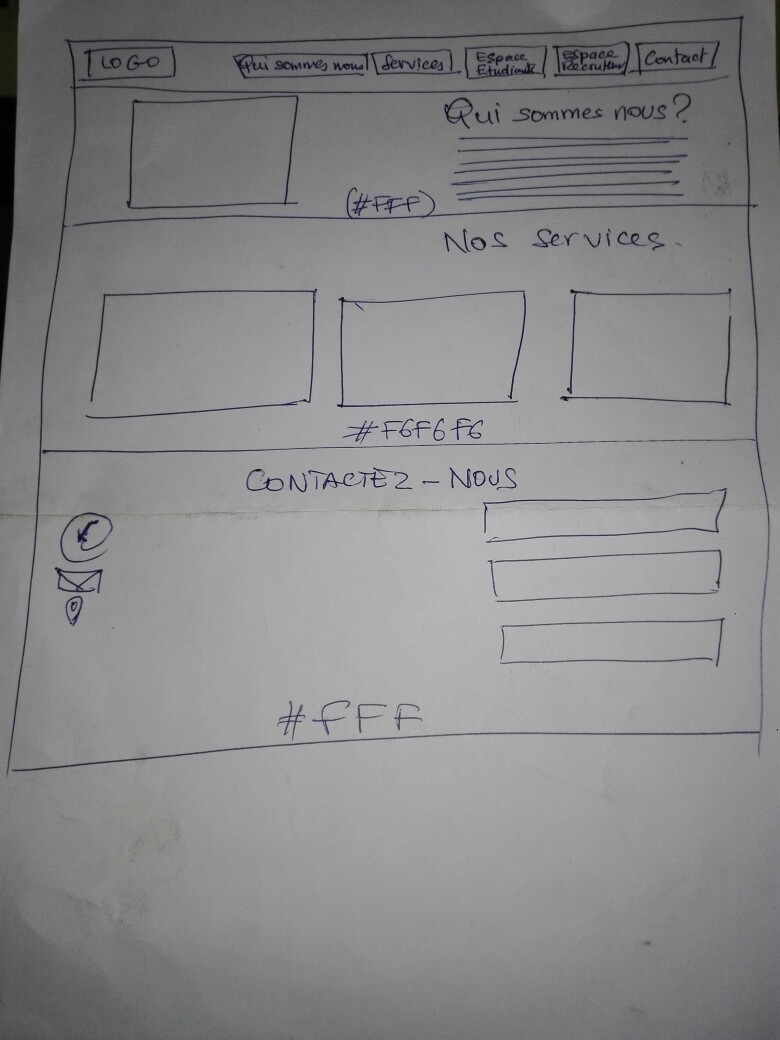 LOGO
Qui sommes nous
Services
Espace
Etudiants
Espace
Recruteur
Contact
Qui sommes nous?
(#FFF)
Nos services.
#F6F6F6
CONTACTEZ-NOUS
#fFF